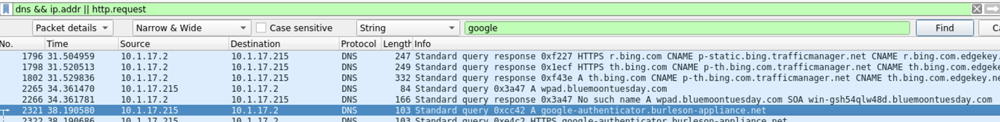 dns && ip.addr || http.request
Packet details Narrow & Wide Case sensitive String google Find Ca
No. Time Source Destination Protocol Length Info
1796 31.504959 10.1.17.2 10.1.17.215 DNS 247 Standard query response 0xf227 HTTPS r.bing.com CNAME p-static.bing.trafficmanager.net CNAME r.bing.com.edgekey.
1798 31.520513 10.1.17.2 10.1.17.215 DNS 249 Standard query response 0x1ecf HTTPS th.bing.com CNAME p-th.bing.com.trafficmanager.net CNAME th.bing.com.edgeke
1802 31.529836 10.1.17.2 10.1.17.215 DNS 332 Standard query response 0xf43e A th.bing.com CNAME p-th.bing.com.trafficmanager.net CNAME th.bing.com.edgekey.ne
2265 34.361470 10.1.17.215 10.1.17.2 DNS 84 Standard query 0x3a47 A wpad.bluemoontuesday.com
2266 34.361781 10.1.17.2 10.1.17.215 DNS 166 Standard query response 0x3a47 No such name A wpad.bluemoontuesday.com SOA win-gsh54qlw48d.bluemoontuesday.com
2321 38.190580 10.1.17.215 10.1.17.2 DNS 103 Standard query 0xcc42 A google-authenticator.burleson-appliance.net
2322 38.190686 10.1.17.215 10.1.17.2 DNS 103 Standard query 0xe4c2 HTTPS google-authenticator.burleson-appliance.net